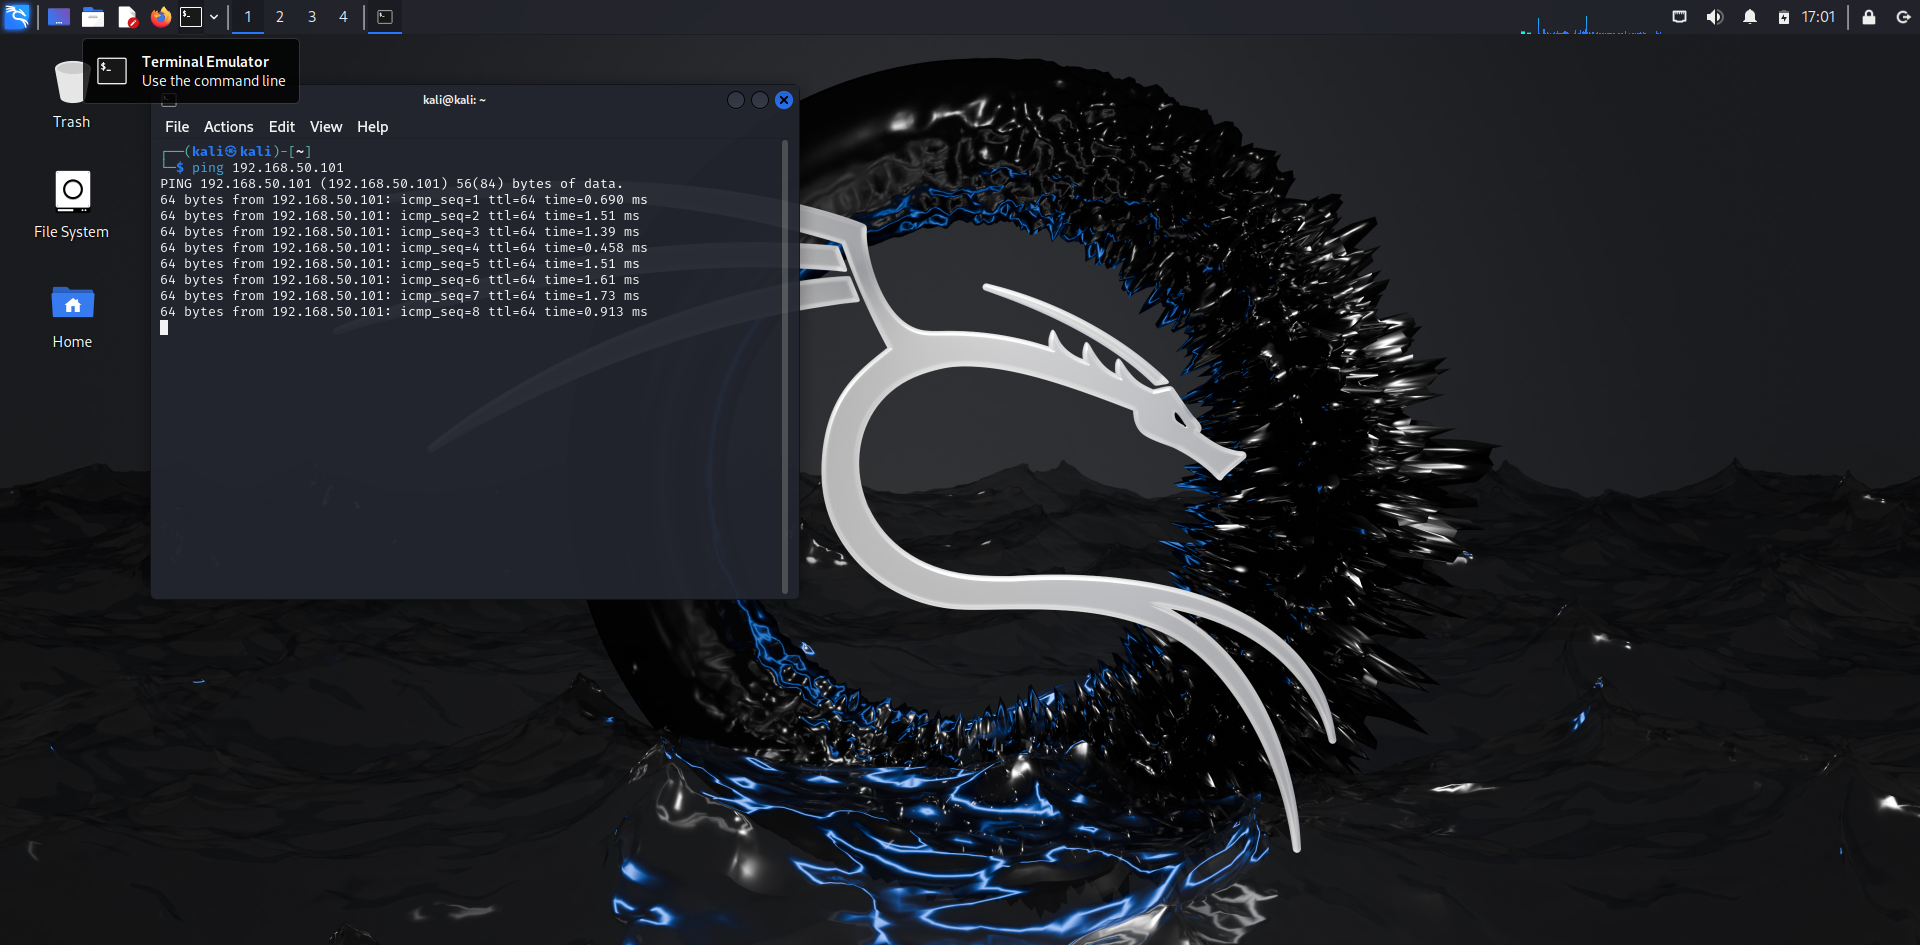 1 2 3 4
17:01
Terminal Emulator
Use the command line
Trash
File System
Home
kali@kali: ~
File Actions Edit View Help
┌──(kali㉿kali)-[~]
└─$ ping 192.168.50.101
PING 192.168.50.101 (192.168.50.101) 56(84) bytes of data.
64 bytes from 192.168.50.101: icmp_seq=1 ttl=64 time=0.690 ms
64 bytes from 192.168.50.101: icmp_seq=2 ttl=64 time=1.51 ms
64 bytes from 192.168.50.101: icmp_seq=3 ttl=64 time=1.39 ms
64 bytes from 192.168.50.101: icmp_seq=4 ttl=64 time=0.458 ms
64 bytes from 192.168.50.101: icmp_seq=5 ttl=64 time=1.51 ms
64 bytes from 192.168.50.101: icmp_seq=6 ttl=64 time=1.61 ms
64 bytes from 192.168.50.101: icmp_seq=7 ttl=64 time=1.73 ms
64 bytes from 192.168.50.101: icmp_seq=8 ttl=64 time=0.913 ms